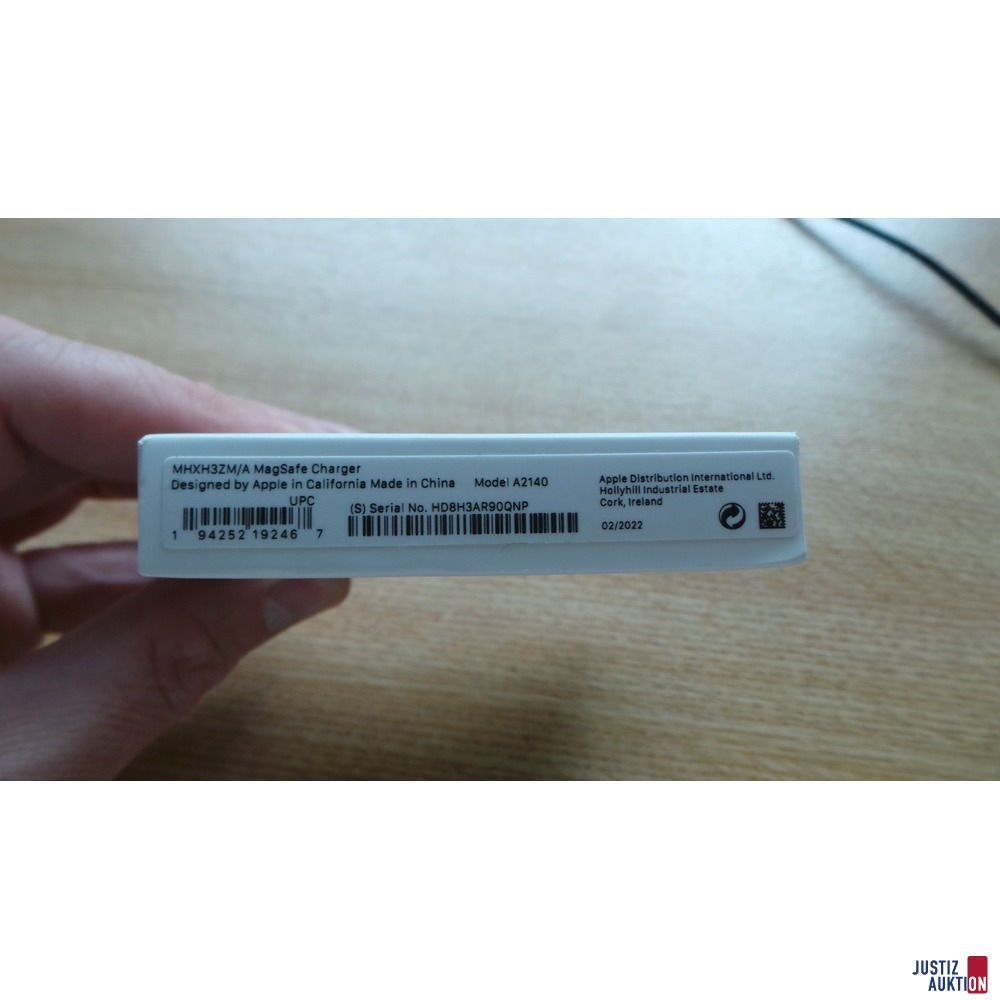 MHXH3ZM/A MagSafe Charger
Designed by Apple in California Made in China Model A2140
UPC
1 94252 19246 7
(S) Serial No. HD8H3AR90QNP
Apple Distribution International Ltd.
Hollyhill Industrial Estate
Cork, Ireland
02/2022
JUSTIZ
AUKTION